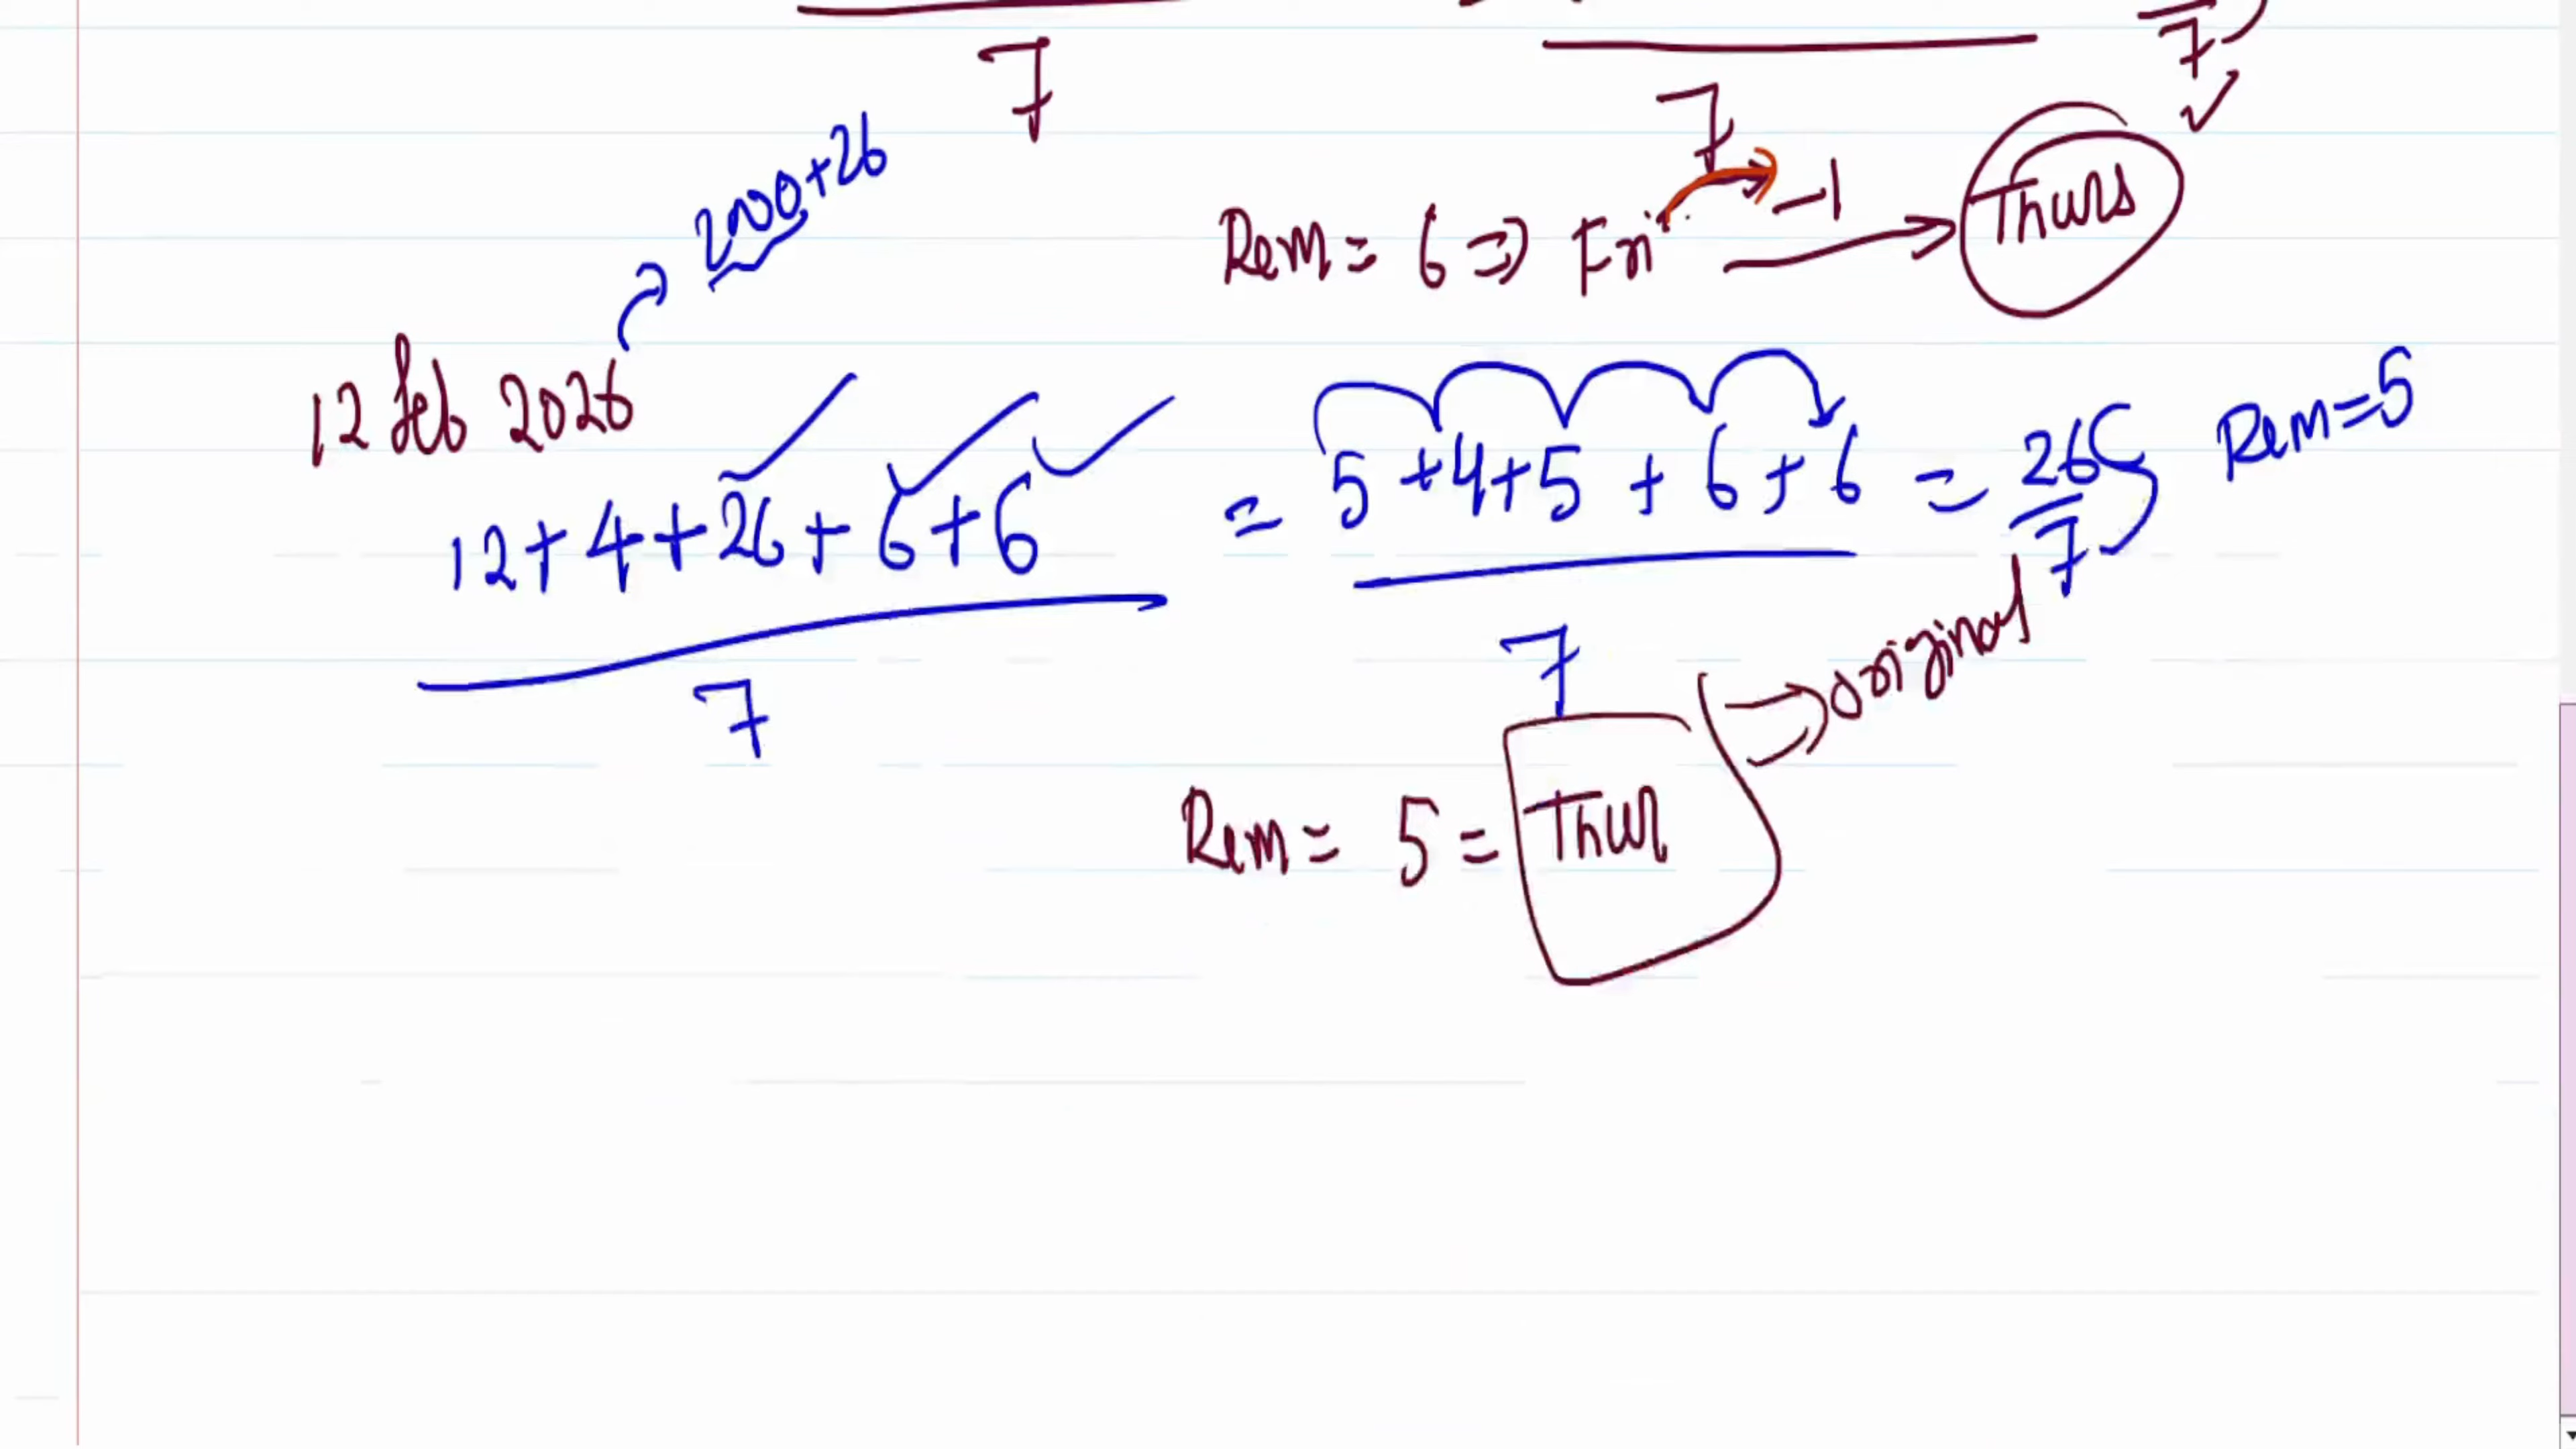 7
7
7
2000+26
Rem = 6 ⇒ Fri -1 → Thurs
12 feb 2026
12+4+26+6+6 = 5+4+5+6+6 = 26 Rem=5
7 7 7
⇒ original
Rem = 5 = Thur